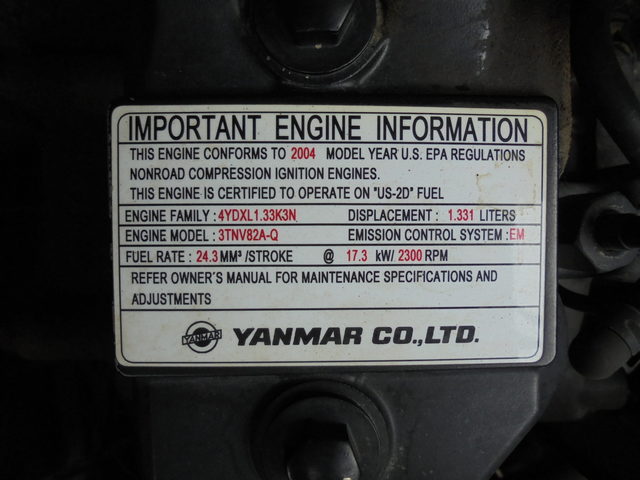 IMPORTANT ENGINE INFORMATION
THIS ENGINE CONFORMS TO 2004 MODEL YEAR U.S. EPA REGULATIONS
NONROAD COMPRESSION IGNITION ENGINES.
THIS ENGINE IS CERTIFIED TO OPERATE ON "US-2D" FUEL
ENGINE FAMILY : 4YDXL1.33K3N DISPLACEMENT : 1.331 LITERS
ENGINE MODEL : 3TNV82A-Q EMISSION CONTROL SYSTEM : EM
FUEL RATE : 24.3 MM³ /STROKE @ 17.3 kW/ 2300 RPM
REFER OWNER'S MANUAL FOR MAINTENANCE SPECIFICATIONS AND
ADJUSTMENTS
YANMAR YANMAR CO.,LTD.